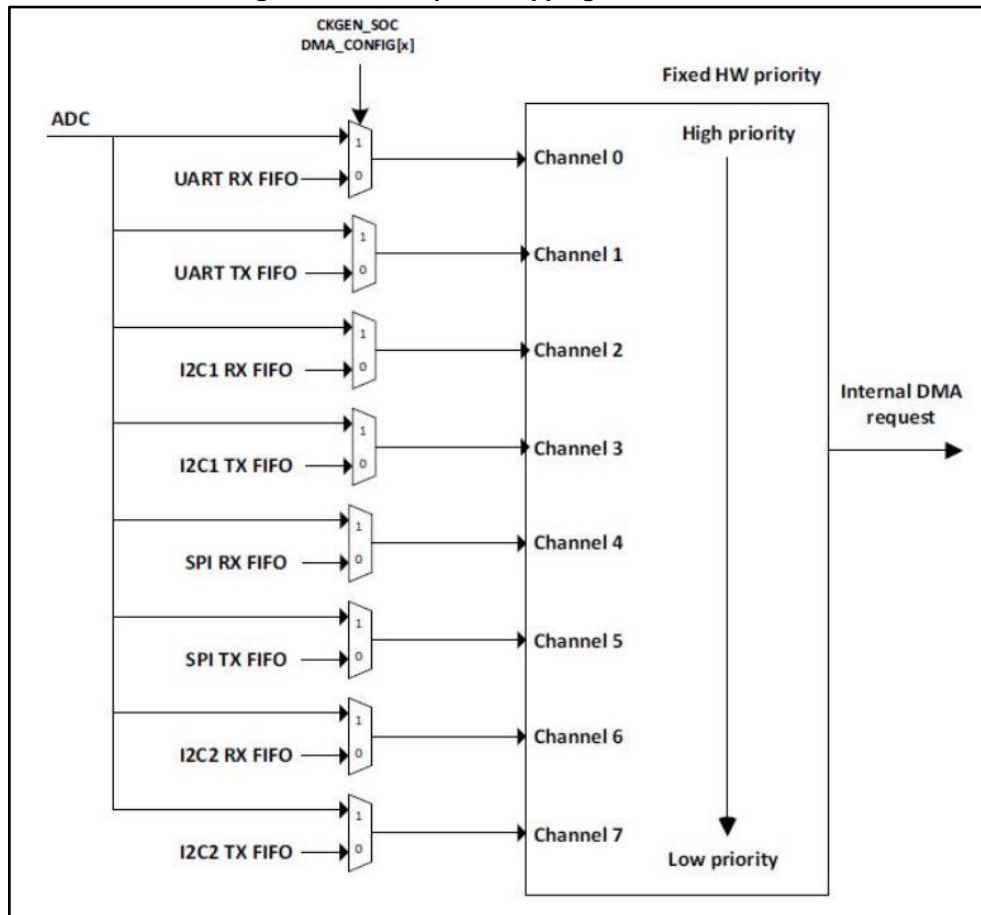 CKGEN_SOC
DMA_CONFIG[x]
Fixed HW priority
ADC
High priority
1
0
UART RX FIFO
Channel 0
1
0
UART TX FIFO
Channel 1
1
0
I2C1 RX FIFO
Channel 2
1
0
I2C1 TX FIFO
Channel 3
Internal DMA
request
1
0
SPI RX FIFO
Channel 4
1
0
SPI TX FIFO
Channel 5
1
0
I2C2 RX FIFO
Channel 6
1
0
I2C2 TX FIFO
Channel 7
Low priority